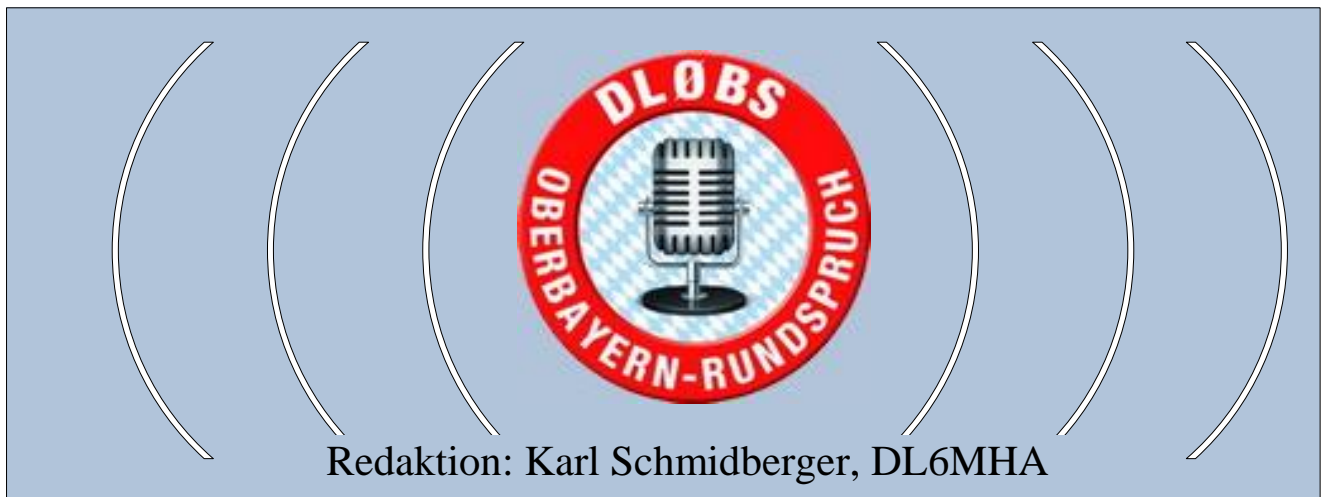 DLØBS
OBERBAYERN-RUNDSPRUCH
Redaktion: Karl Schmidberger, DL6MHA